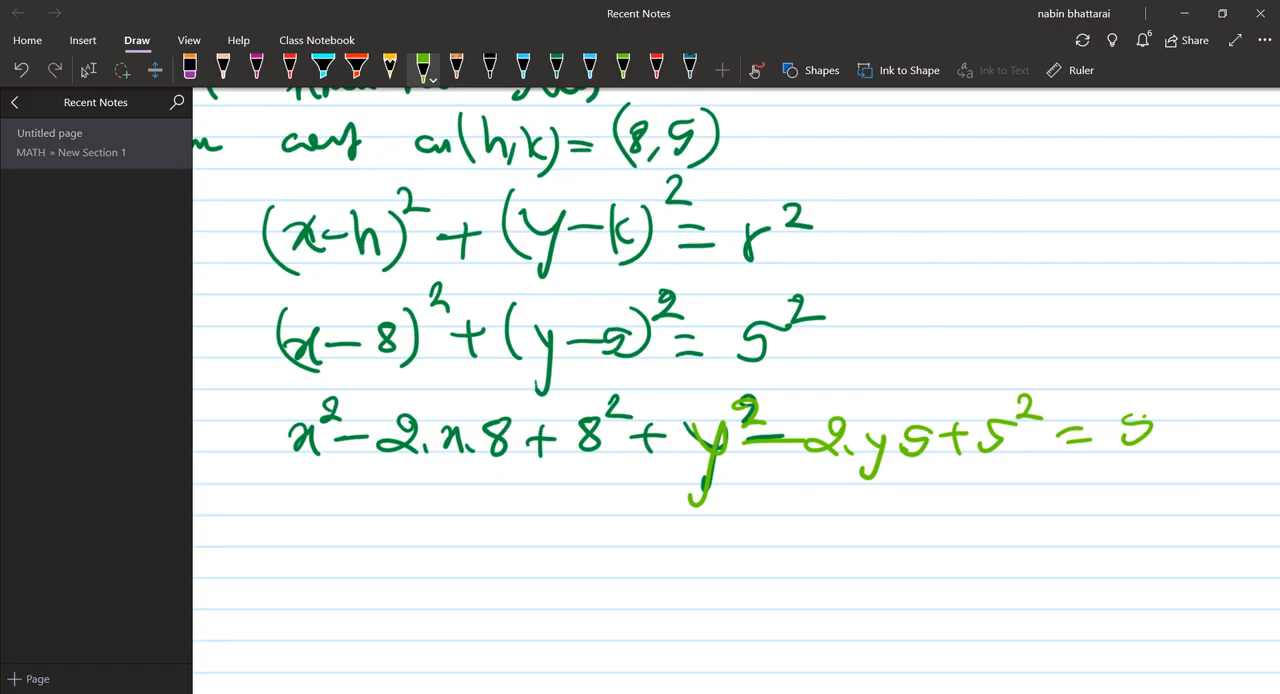 Recent Notes
nabin bhattarai
Home Insert Draw View Help Class Notebook
6 Share
Shapes Ink to Shape Ink to Text Ruler
Recent Notes
Untitled page
MATH » New Section 1
(h,k) = (8,5)
(x-h)² + (y-k)² = r²
(x-8)² + (y-5)² = 5²
x² - 2.x.8 + 8² + y² - 2.y5 + 5² = 5
Page